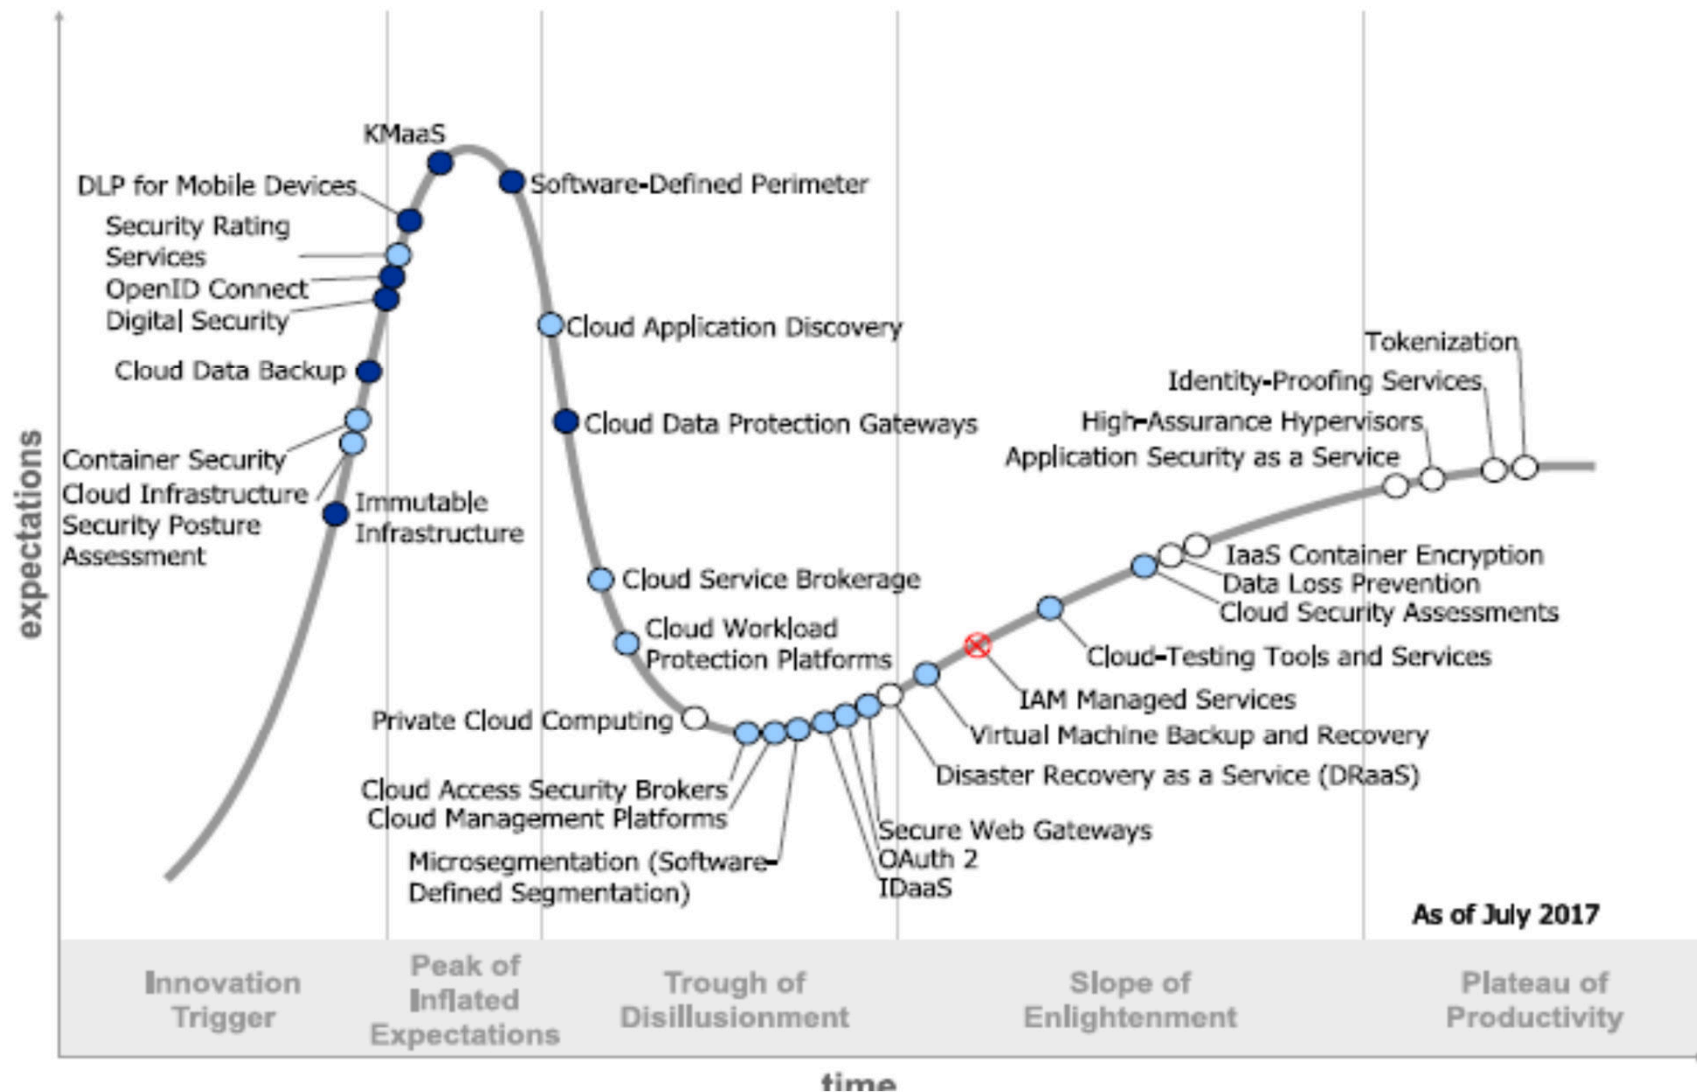 KMaaS
DLP for Mobile Devices
Software-Defined Perimeter
Security Rating
Services
OpenID Connect
Digital Security
Cloud Application Discovery
Tokenization
Cloud Data Backup
Identity-Proofing Services
Cloud Data Protection Gateways
High-Assurance Hypervisors
Container Security
Application Security as a Service
Cloud Infrastructure
Security Posture
Assessment
Immutable
Infrastructure
expectations
IaaS Container Encryption
Data Loss Prevention
Cloud Security Assessments
Cloud Service Brokerage
Cloud Workload
Protection Platforms
Cloud-Testing Tools and Services
IAM Managed Services
Private Cloud Computing
Virtual Machine Backup and Recovery
Disaster Recovery as a Service (DRaaS)
Cloud Access Security Brokers
Cloud Management Platforms
Microsegmentation (Software-
Defined Segmentation)
Secure Web Gateways
OAuth 2
IDaaS
As of July 2017
Innovation
Trigger
Peak of
Inflated
Expectations
Trough of
Disillusionment
Slope of
Enlightenment
Plateau of
Productivity
time